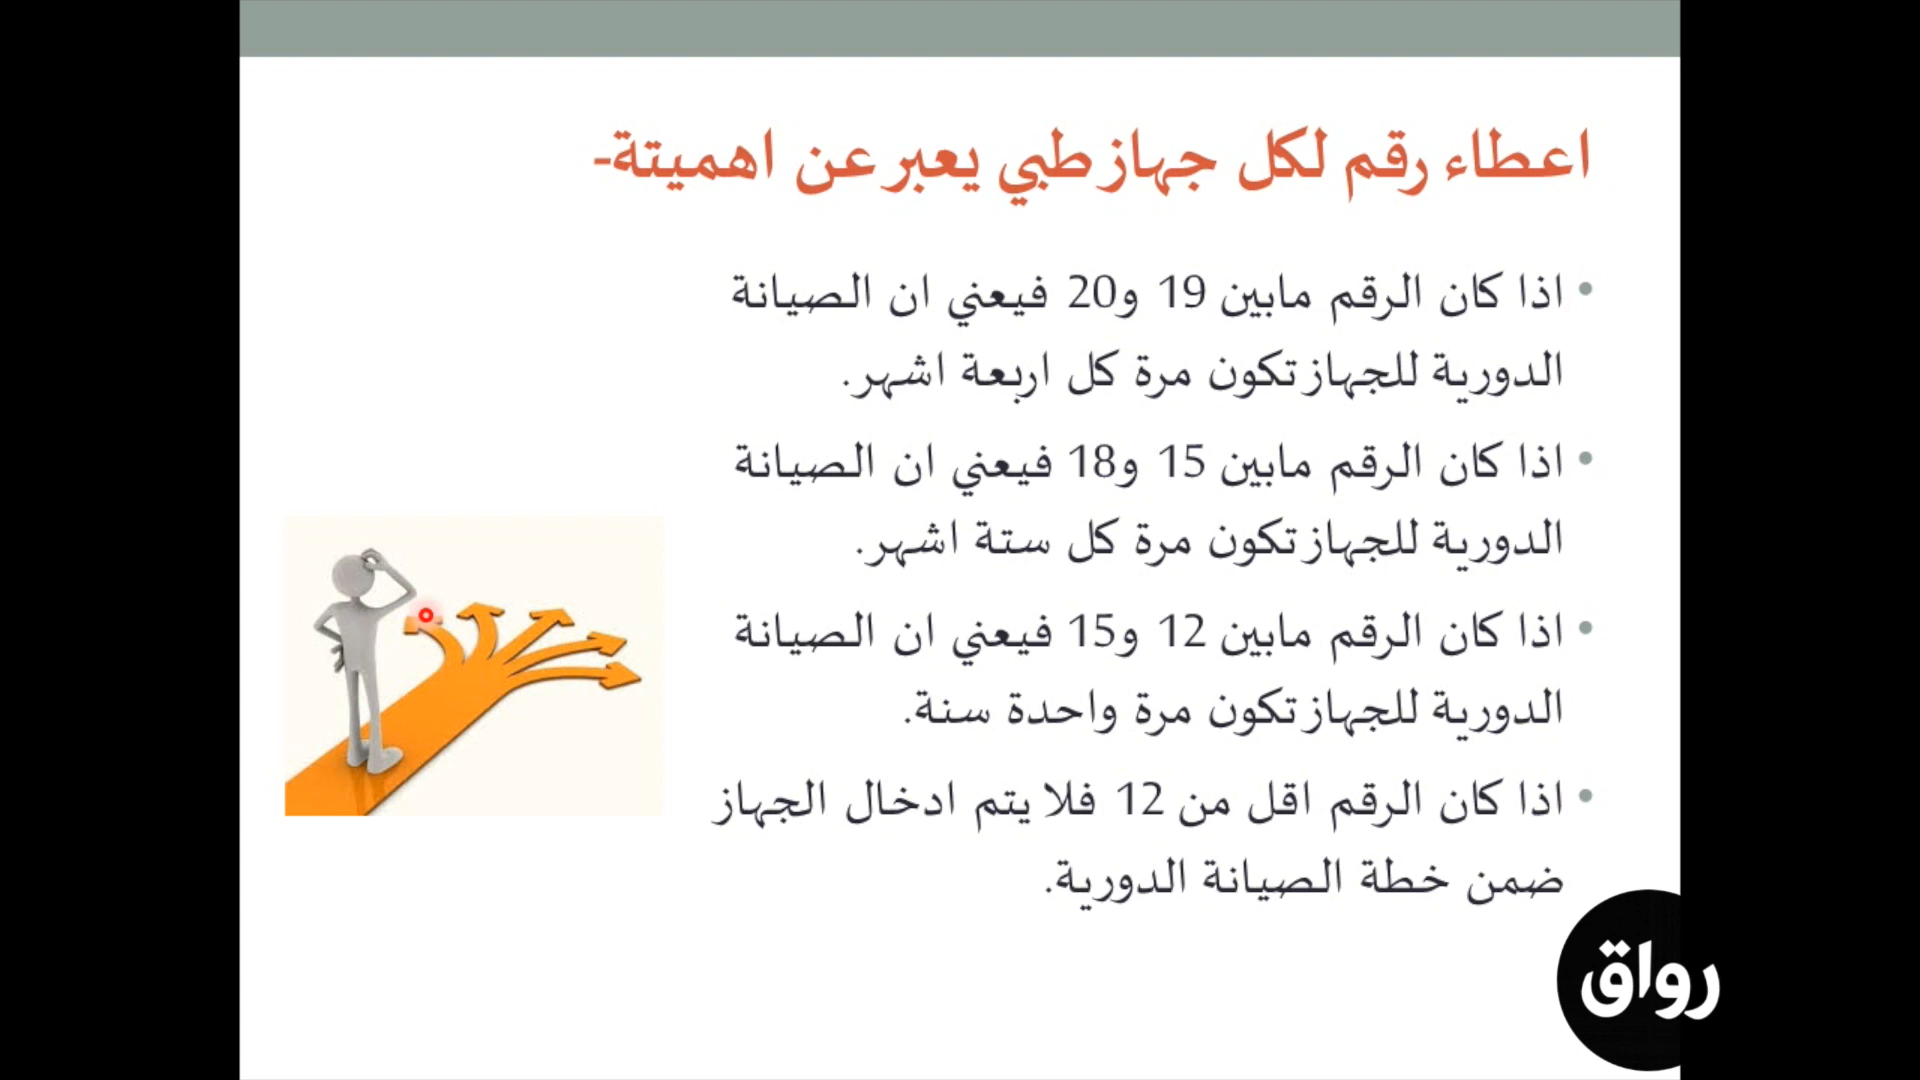 اعطاء رقم لكل جهاز طبي يعبر عن اهميتة-
• اذا كان الرقم مابين 19 و20 فيعني ان الصيانة
الدورية للجهاز تكون مرة كل اربعة اشهر.
• اذا كان الرقم مابين 15 و18 فيعني ان الصيانة
الدورية للجهاز تكون مرة كل ستة اشهر.
• اذا كان الرقم مابين 12 و15 فيعني ان الصيانة
الدورية للجهاز تكون مرة واحدة سنة.
• اذا كان الرقم اقل من 12 فلا يتم ادخال الجهاز
ضمن خطة الصيانة الدورية.
رواق